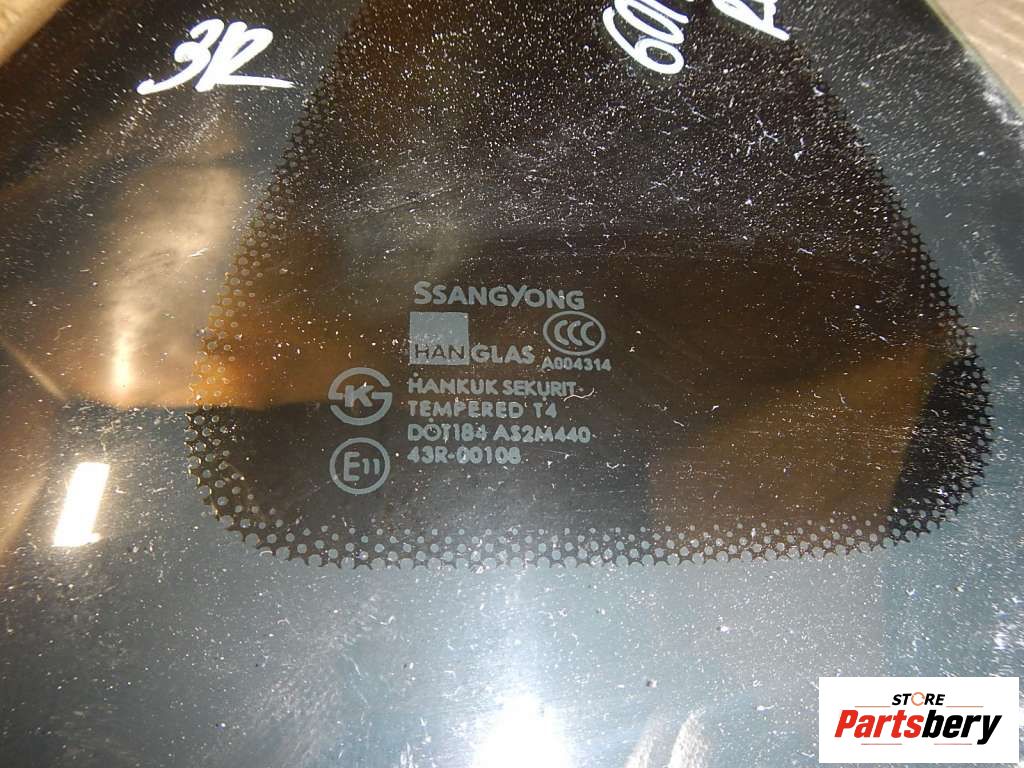 3R
SSANGYONG
HANGLAS
CCC
A004314
K
HANKUK SEKURIT
TEMPERED T4
DOT184 AS2M440
E11
43R-00108
STORE
Partsbery